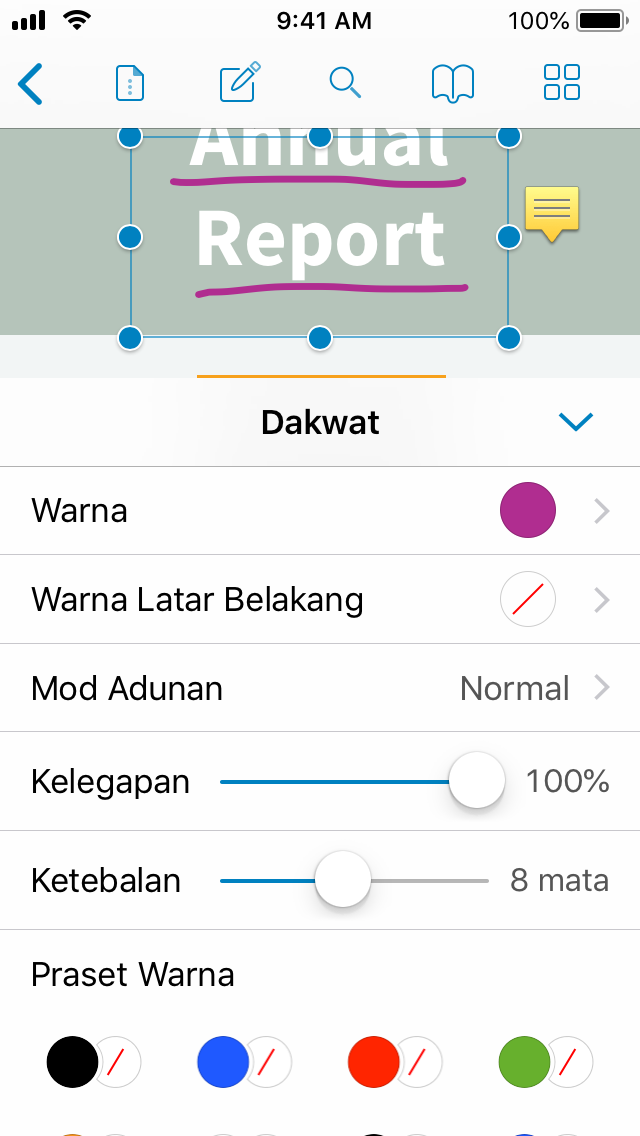 9:41 AM
100%
Annual
Report
Dakwat
Warna
Warna Latar Belakang
Mod Adunan Normal
Kelegapan 100%
Ketebalan 8 mata
Praset Warna